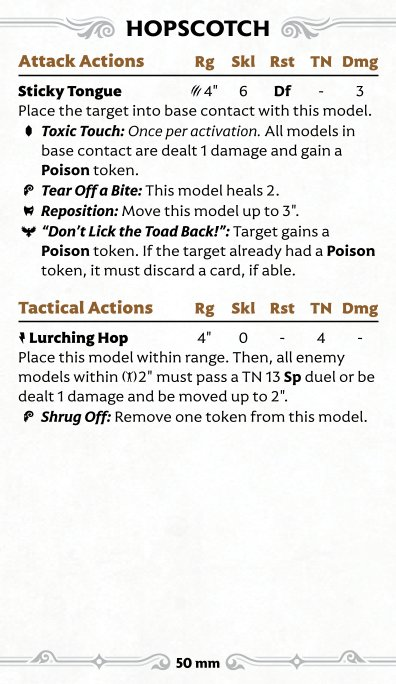 HOPSCOTCH
Attack Actions Rg Skl Rst TN Dmg
Sticky Tongue 4" 6 Df - 3
Place the target into base contact with this model.
Toxic Touch: Once per activation. All models in
base contact are dealt 1 damage and gain a
Poison token.
Tear Off a Bite: This model heals 2.
Reposition: Move this model up to 3".
“Don’t Lick the Toad Back!”: Target gains a
Poison token. If the target already had a Poison
token, it must discard a card, if able.
Tactical Actions Rg Skl Rst TN Dmg
Lurching Hop 4" 0 - 4 -
Place this model within range. Then, all enemy
models within 2" must pass a TN 13 Sp duel or be
dealt 1 damage and be moved up to 2".
Shrug Off: Remove one token from this model.
50 mm